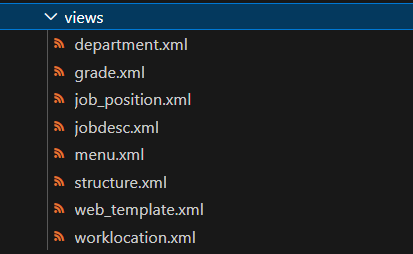 views
department.xml
grade.xml
job_position.xml
jobdesc.xml
menu.xml
structure.xml
web_template.xml
worklocation.xml